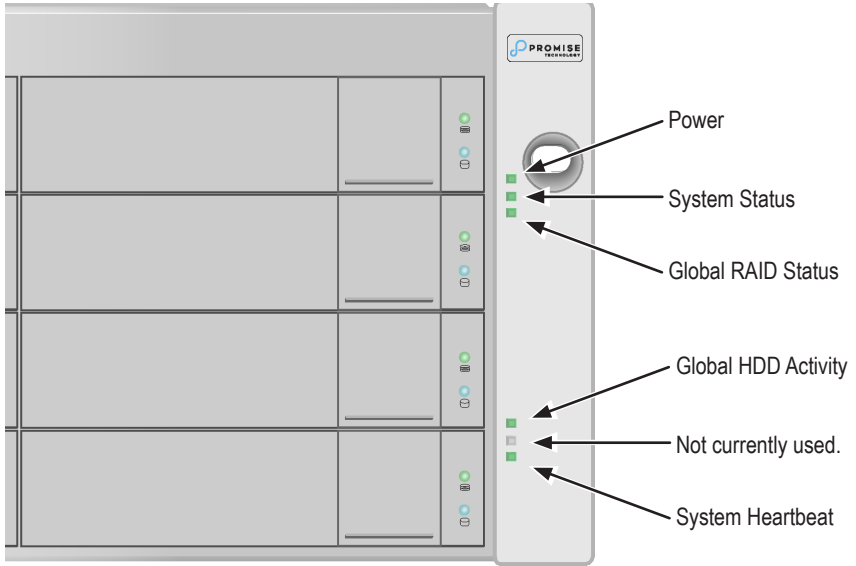 PROMISE
TECHNOLOGY
Power
System Status
Global RAID Status
Global HDD Activity
Not currently used.
System Heartbeat